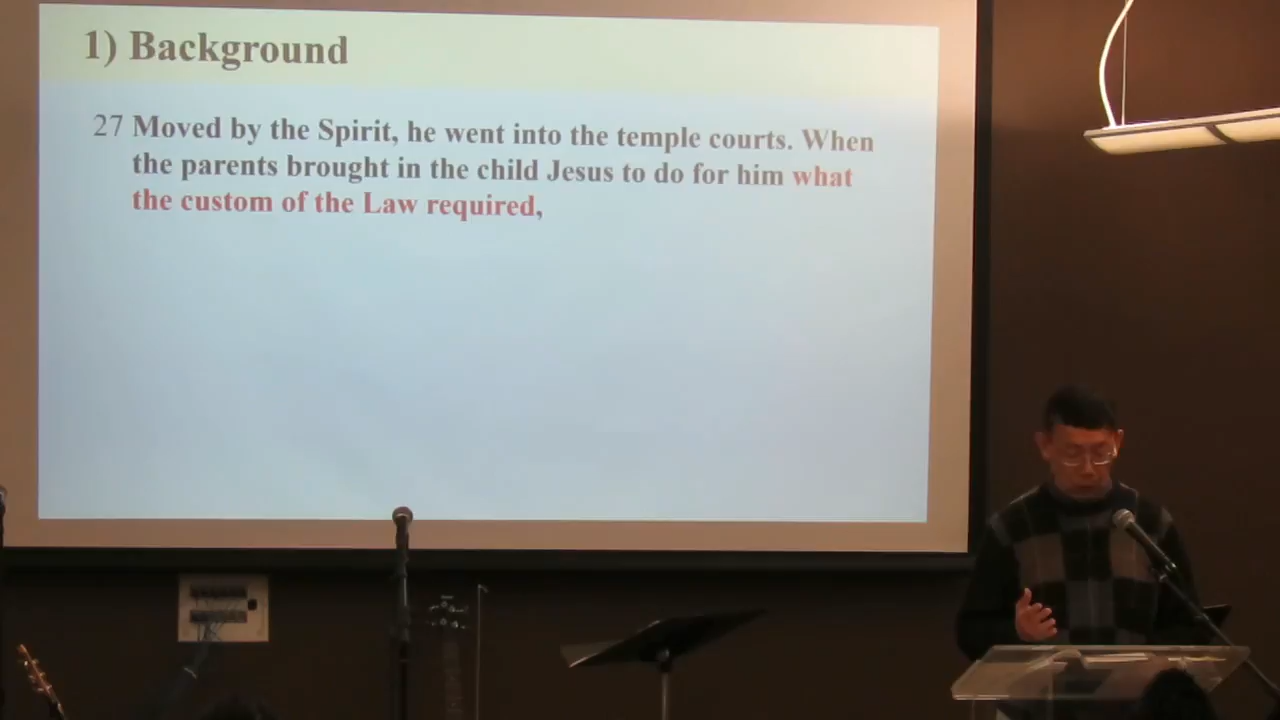 1) Background
27 Moved by the Spirit, he went into the temple courts. When
the parents brought in the child Jesus to do for him what
the custom of the Law required,